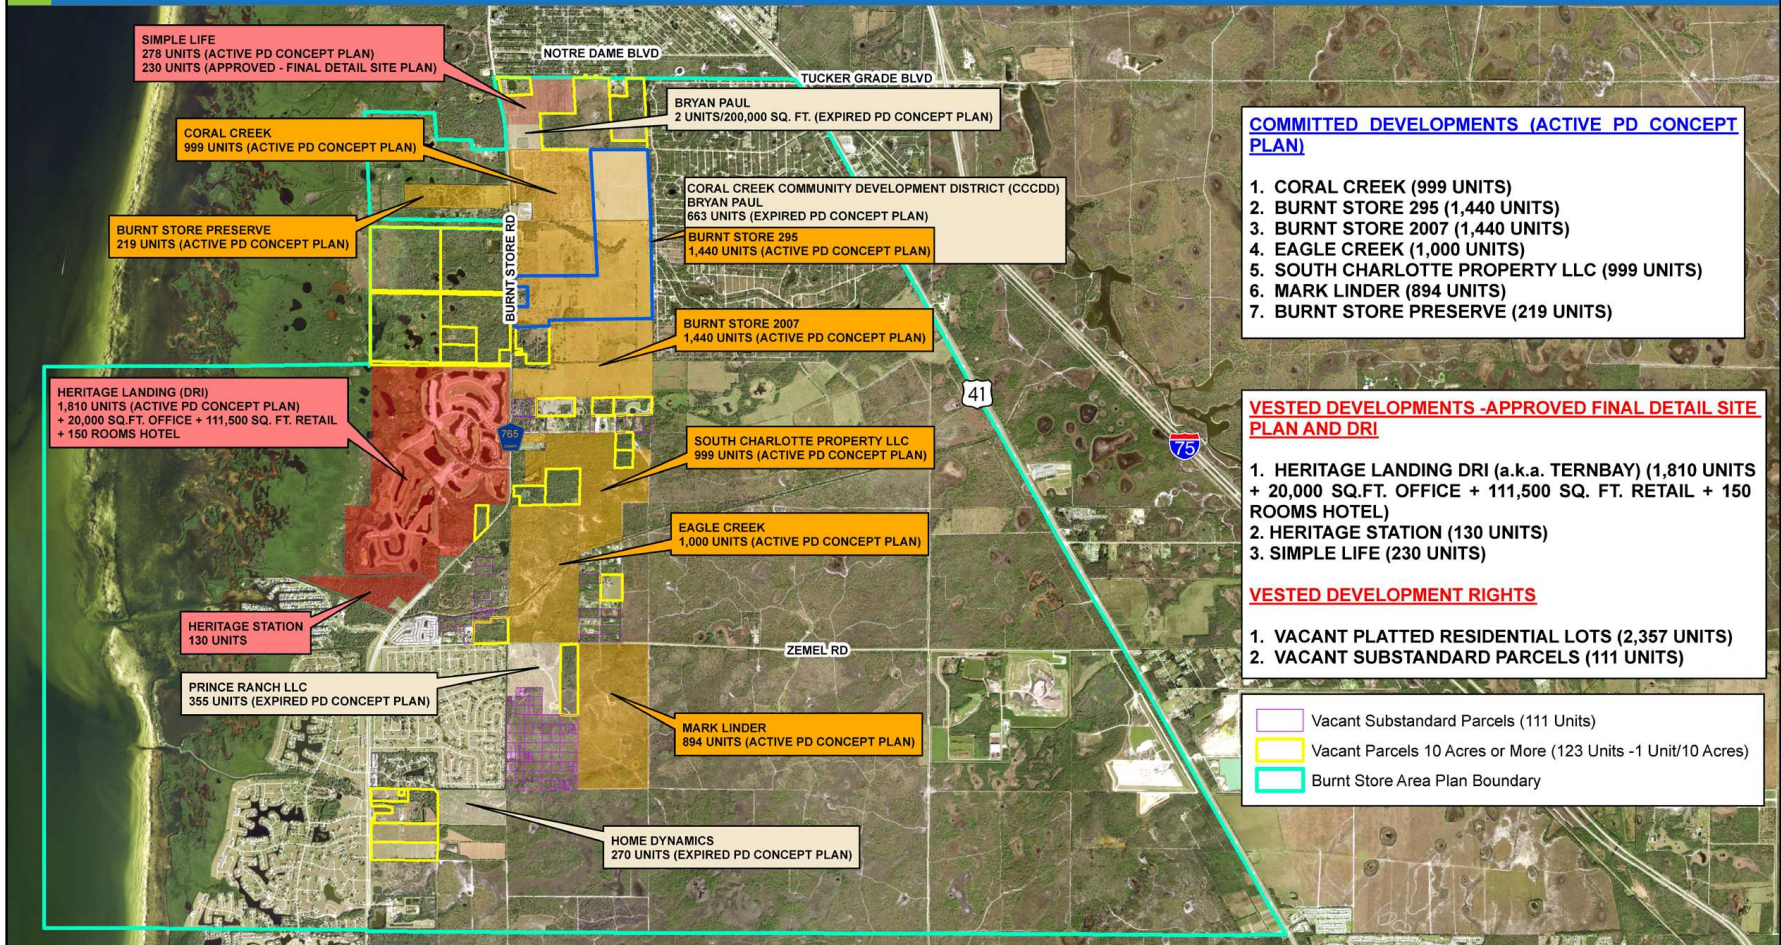 NOTRE DAME BLVD
TUCKER GRADE BLVD
SIMPLE LIFE
278 UNITS (ACTIVE PD CONCEPT PLAN)
230 UNITS (APPROVED - FINAL DETAIL SITE PLAN)
BRYAN PAUL
2 UNITS/200,000 SQ. FT. (EXPIRED PD CONCEPT PLAN)
CORAL CREEK
999 UNITS (ACTIVE PD CONCEPT PLAN)
CORAL CREEK COMMUNITY DEVELOPMENT DISTRICT (CCCDD)
BRYAN PAUL
663 UNITS (EXPIRED PD CONCEPT PLAN)
BURNT STORE 295
1,440 UNITS (ACTIVE PD CONCEPT PLAN)
BURNT STORE PRESERVE
219 UNITS (ACTIVE PD CONCEPT PLAN)
BURNT STORE RD
BURNT STORE 2007
1,440 UNITS (ACTIVE PD CONCEPT PLAN)
HERITAGE LANDING (DRI)
1,810 UNITS (ACTIVE PD CONCEPT PLAN)
+ 20,000 SQ.FT. OFFICE + 111,500 SQ. FT. RETAIL
+ 150 ROOMS HOTEL
765
41
75
SOUTH CHARLOTTE PROPERTY LLC
999 UNITS (ACTIVE PD CONCEPT PLAN)
EAGLE CREEK
1,000 UNITS (ACTIVE PD CONCEPT PLAN)
HERITAGE STATION
130 UNITS
ZEMEL RD
PRINCE RANCH LLC
355 UNITS (EXPIRED PD CONCEPT PLAN)
MARK LINDER
894 UNITS (ACTIVE PD CONCEPT PLAN)
HOME DYNAMICS
270 UNITS (EXPIRED PD CONCEPT PLAN)
COMMITTED DEVELOPMENTS (ACTIVE PD CONCEPT
PLAN)
1. CORAL CREEK (999 UNITS)
2. BURNT STORE 295 (1,440 UNITS)
3. BURNT STORE 2007 (1,440 UNITS)
4. EAGLE CREEK (1,000 UNITS)
5. SOUTH CHARLOTTE PROPERTY LLC (999 UNITS)
6. MARK LINDER (894 UNITS)
7. BURNT STORE PRESERVE (219 UNITS)
VESTED DEVELOPMENTS -APPROVED FINAL DETAIL SITE
PLAN AND DRI
1. HERITAGE LANDING DRI (a.k.a. TERNBAY) (1,810 UNITS
+ 20,000 SQ.FT. OFFICE + 111,500 SQ. FT. RETAIL + 150
ROOMS HOTEL)
2. HERITAGE STATION (130 UNITS)
3. SIMPLE LIFE (230 UNITS)
VESTED DEVELOPMENT RIGHTS
1. VACANT PLATTED RESIDENTIAL LOTS (2,357 UNITS)
2. VACANT SUBSTANDARD PARCELS (111 UNITS)
Vacant Substandard Parcels (111 Units)
Vacant Parcels 10 Acres or More (123 Units -1 Unit/10 Acres)
Burnt Store Area Plan Boundary